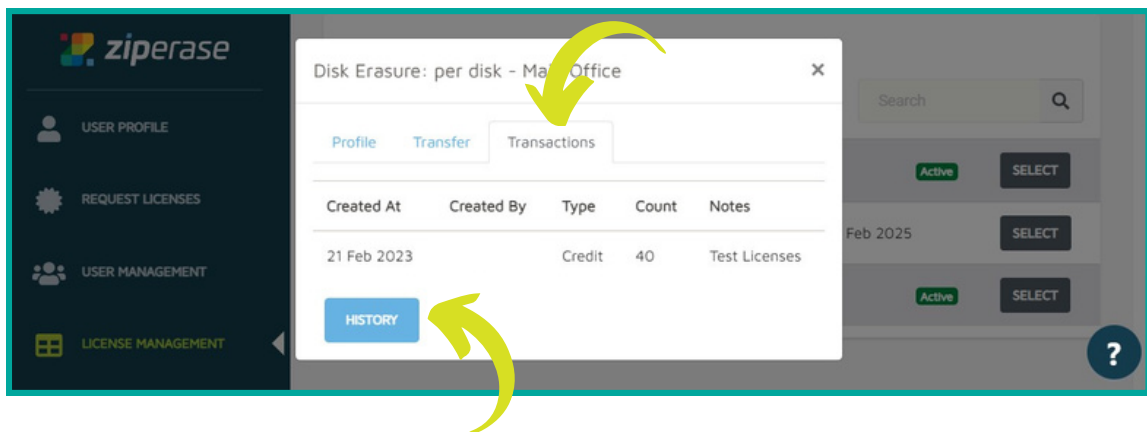 ziperase
USER PROFILE
REQUEST LICENSES
USER MANAGEMENT
LICENSE MANAGEMENT
Disk Erasure: per disk - Main Office ×
Profile Transfer Transactions
Created At Created By Type Count Notes
21 Feb 2023 Credit 40 Test Licenses
HISTORY
Search
Active SELECT
Feb 2025 SELECT
Active SELECT
?